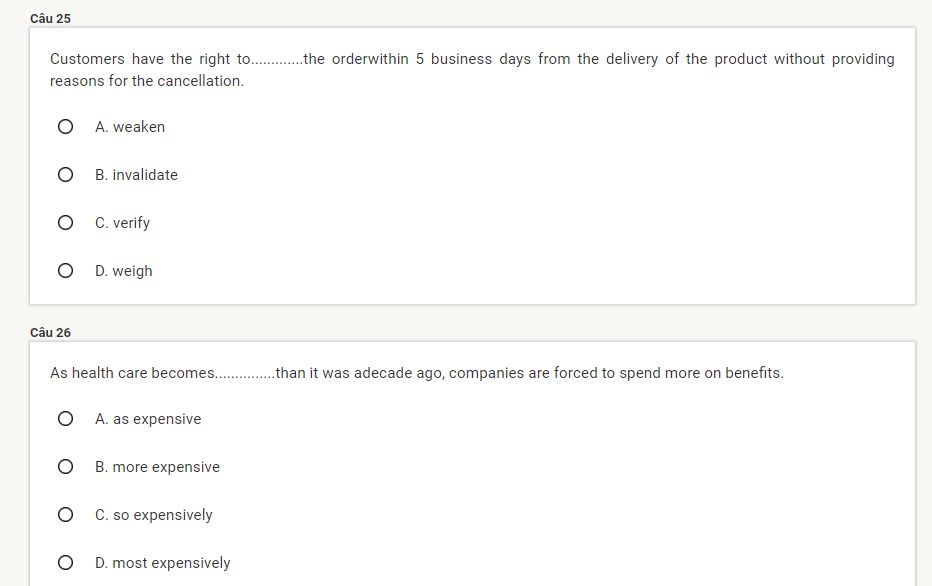 Câu 25
Customers have the right to.............the orderwithin 5 business days from the delivery of the product without providing
reasons for the cancellation.
A. weaken
B. invalidate
C. verify
D. weigh
Câu 26
As health care becomes...............than it was adecade ago, companies are forced to spend more on benefits.
A. as expensive
B. more expensive
C. so expensively
D. most expensively